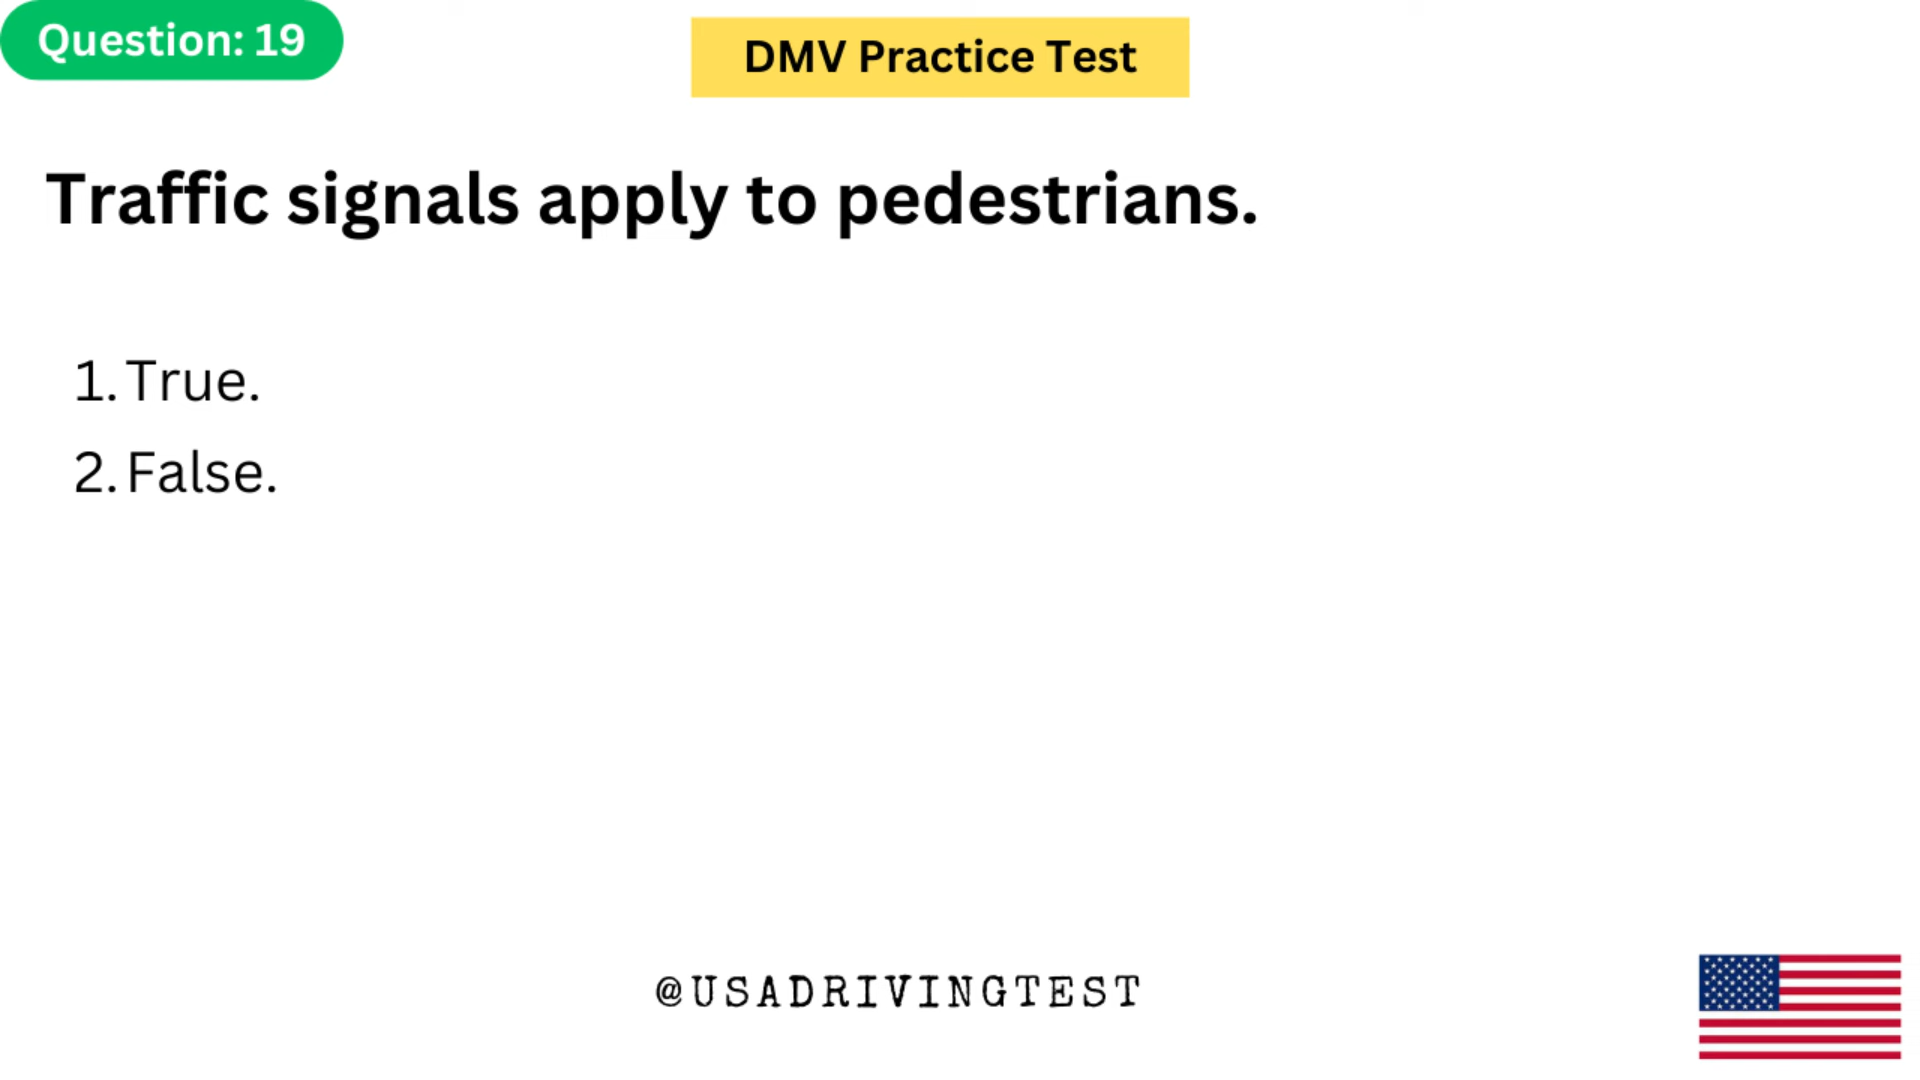 Question: 19
DMV Practice Test
Traffic signals apply to pedestrians.
1. True.
2. False.
@USADRIVINGTEST